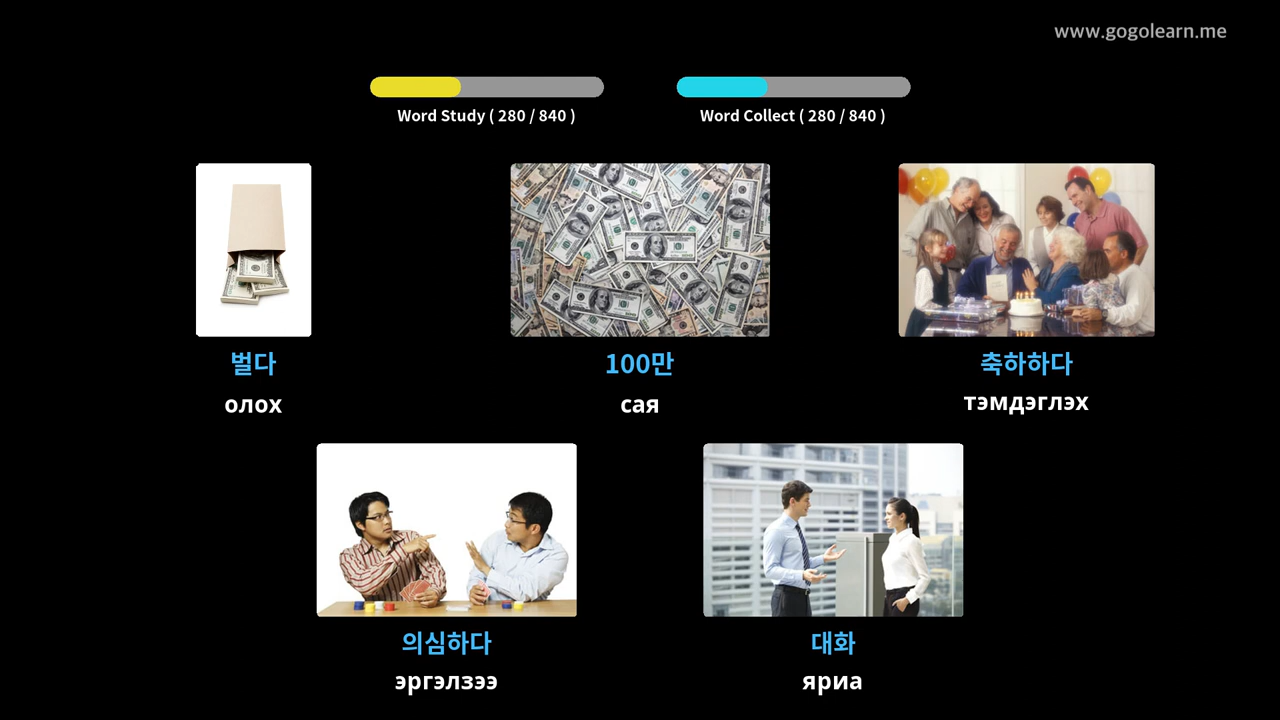 www.gogolearn.me
Word Study ( 280 / 840 )
Word Collect ( 280 / 840 )
벌다
олох
100만
сая
축하하다
тэмдэглэх
의심하다
эргэлзээ
대화
яриа